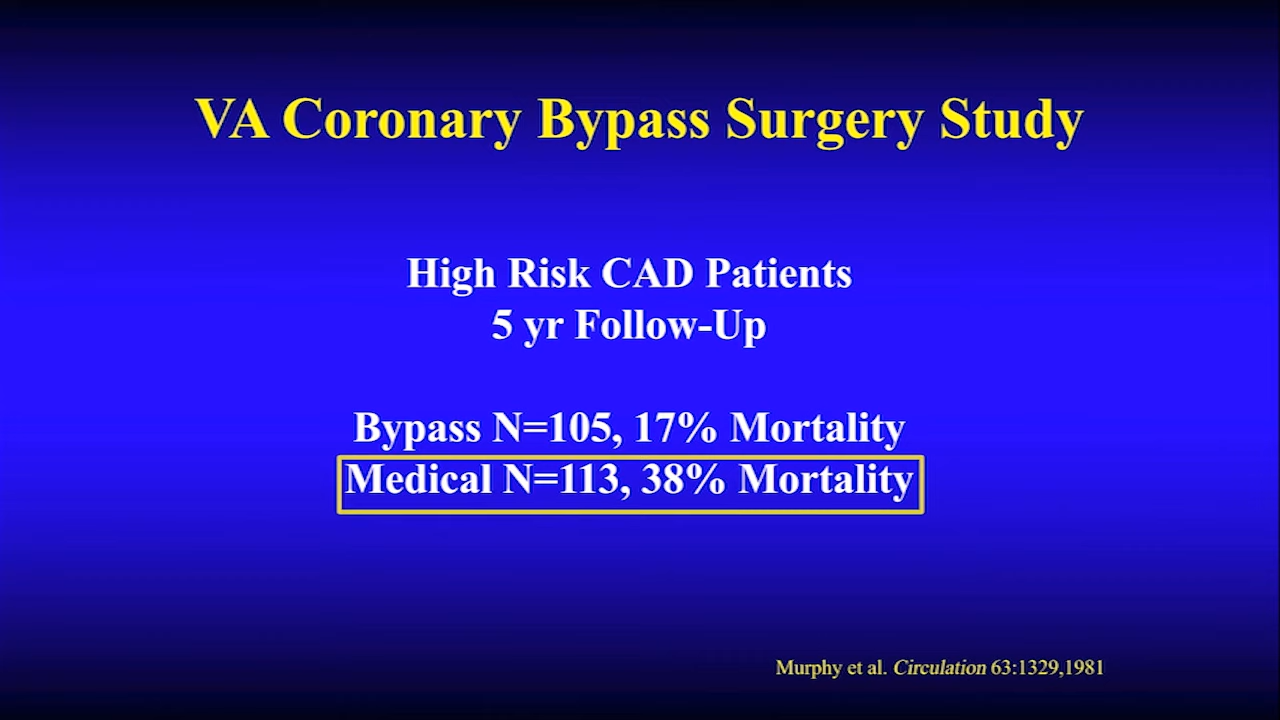 VA Coronary Bypass Surgery Study
High Risk CAD Patients
5 yr Follow-Up
Bypass N=105, 17% Mortality
Medical N=113, 38% Mortality
Murphy et al. Circulation 63:1329,1981